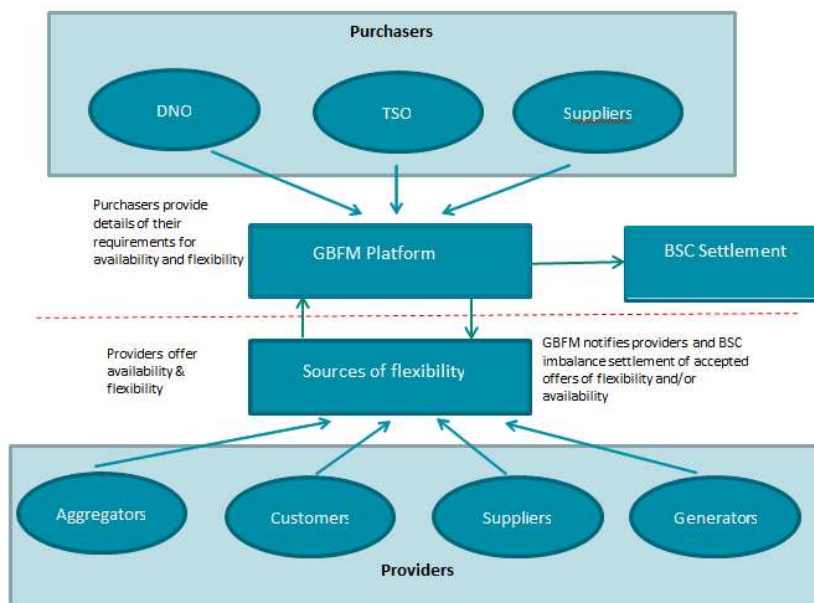 Purchasers
DNO
TSO
Suppliers
Purchasers provide
details of their
requirements for
availability and flexibility
GBFM Platform
BSC Settlement
Providers offer
availability &
flexibility
Sources of flexibility
GBFM notifies providers and BSC
imbalance settlement of accepted
offers of flexibility and/or
availability
Aggregators
Customers
Suppliers
Generators
Providers